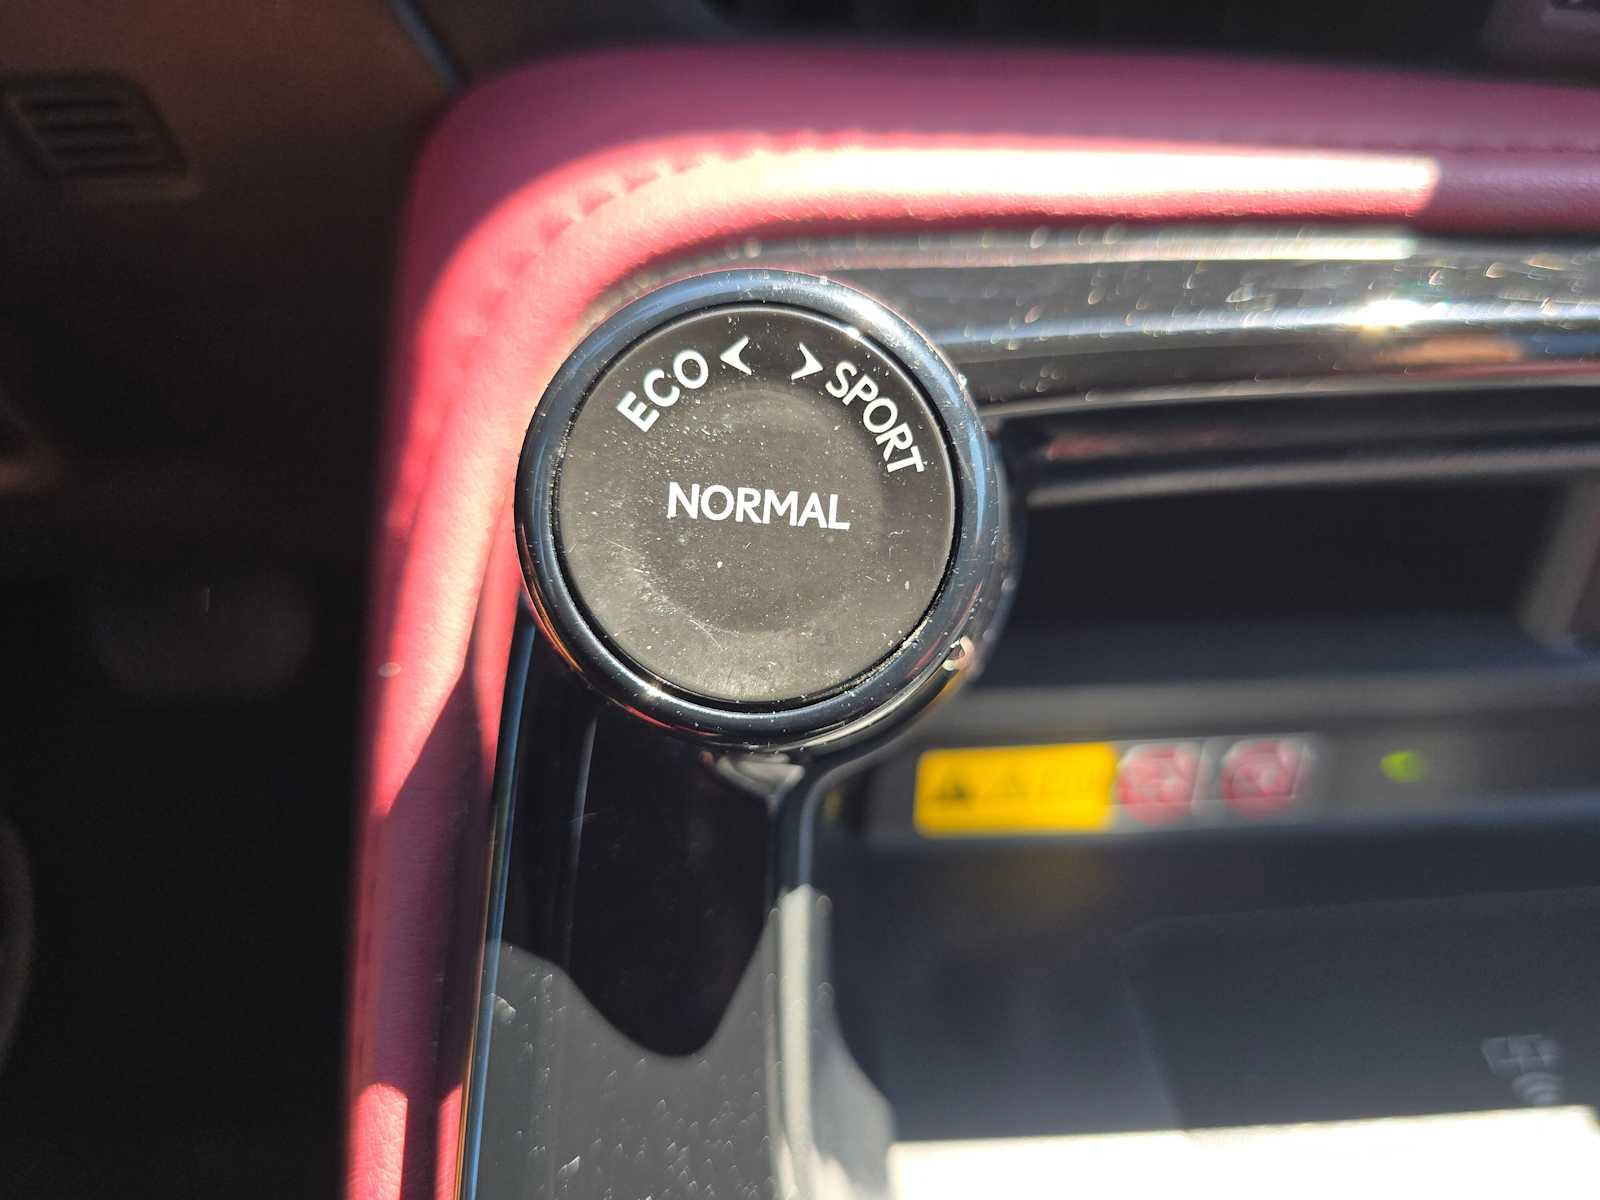 ECO < > SPORT
NORMAL